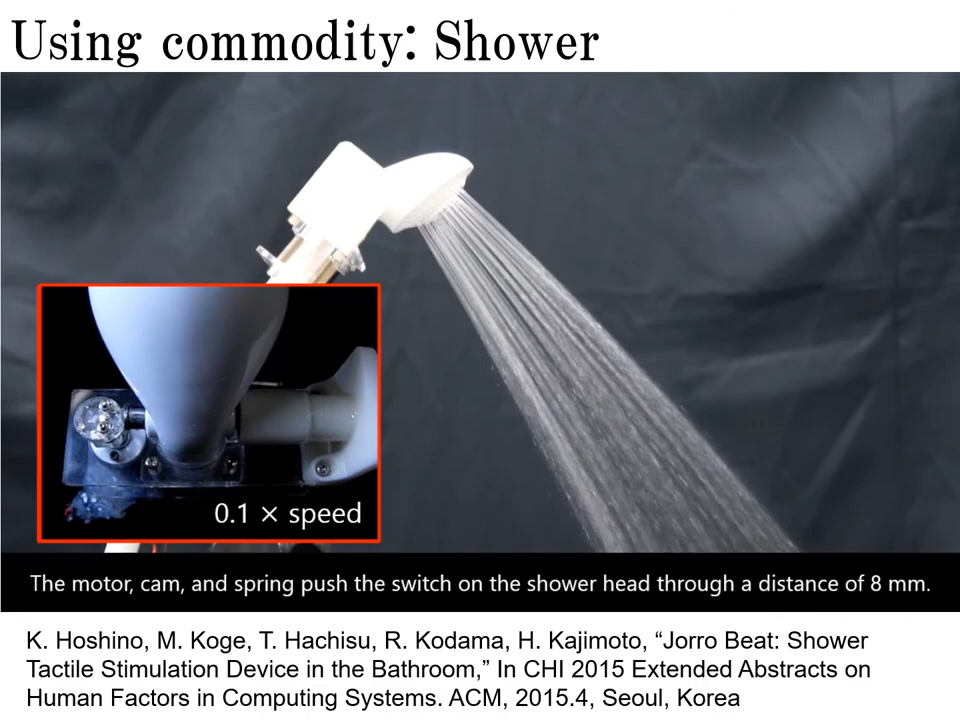 Using commodity: Shower
0.1 × speed
The motor, cam, and spring push the switch on the shower head through a distance of 8 mm.
K. Hoshino, M. Koge, T. Hachisu, R. Kodama, H. Kajimoto, “Jorro Beat: Shower
Tactile Stimulation Device in the Bathroom,” In CHI 2015 Extended Abstracts on
Human Factors in Computing Systems. ACM, 2015.4, Seoul, Korea